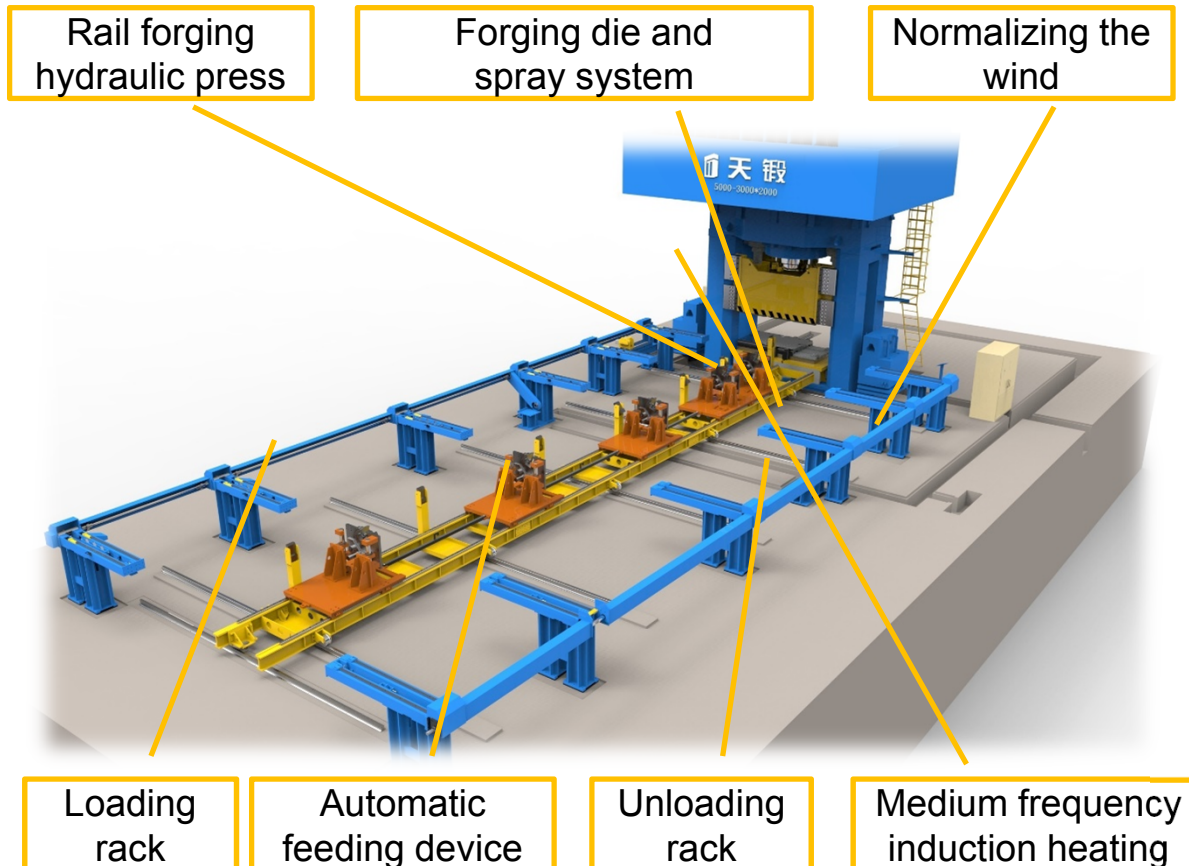 Rail forging
hydraulic press
Forging die and
spray system
Normalizing the
wind
天锻
5000-3000*2000
Loading
rack
Automatic
feeding device
Unloading
rack
Medium frequency
induction heating